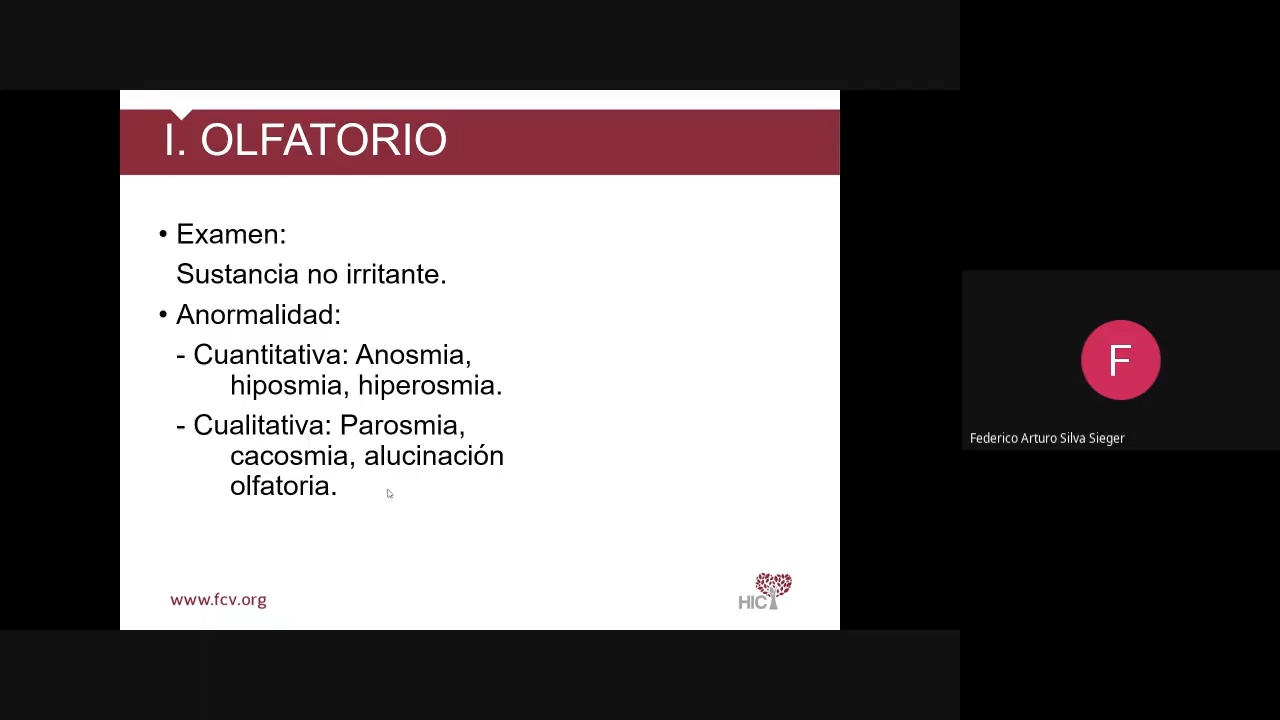 I. OLFATORIO
• Examen:
Sustancia no irritante.
• Anormalidad:
- Cuantitativa: Anosmia,
hiposmia, hiperosmia.
- Cualitativa: Parosmia,
cacosmia, alucinación
olfatoria.
www.fcv.org
HIC
F
Federico Arturo Silva Sieger